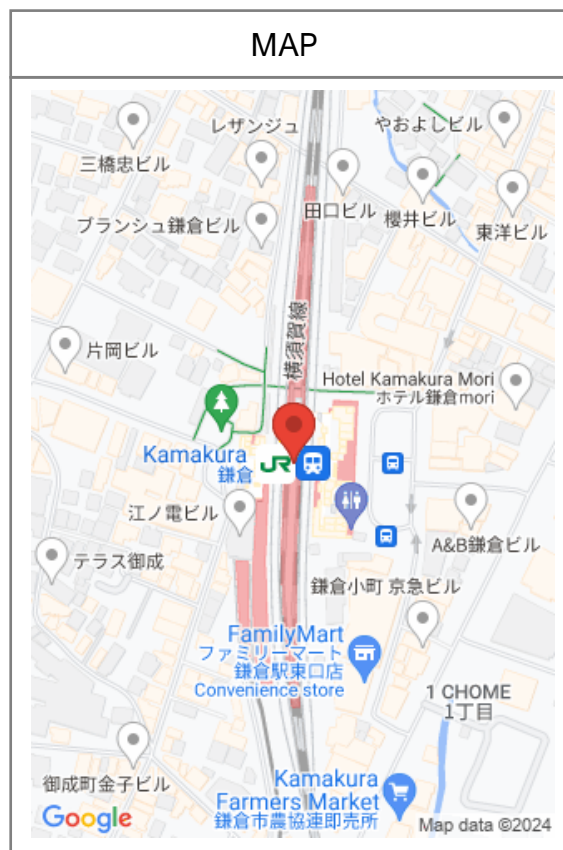 MAP
レザンジュ
やおよしビル
三橋忠ビル
田口ビル
櫻井ビル
ブランシュ鎌倉ビル
東洋ビル
横須賀線
片岡ビル
Hotel Kamakura Mori
ホテル鎌倉mori
Kamakura
鎌倉
JR
江ノ電ビル
A&B鎌倉ビル
テラス御成
鎌倉小町 京急ビル
FamilyMart
ファミリーマート
鎌倉駅東口店
Convenience store
1 CHOME
1丁目
御成町金子ビル
Kamakura
Farmers Market
鎌倉市農協連即売所
Google
Map data ©2024